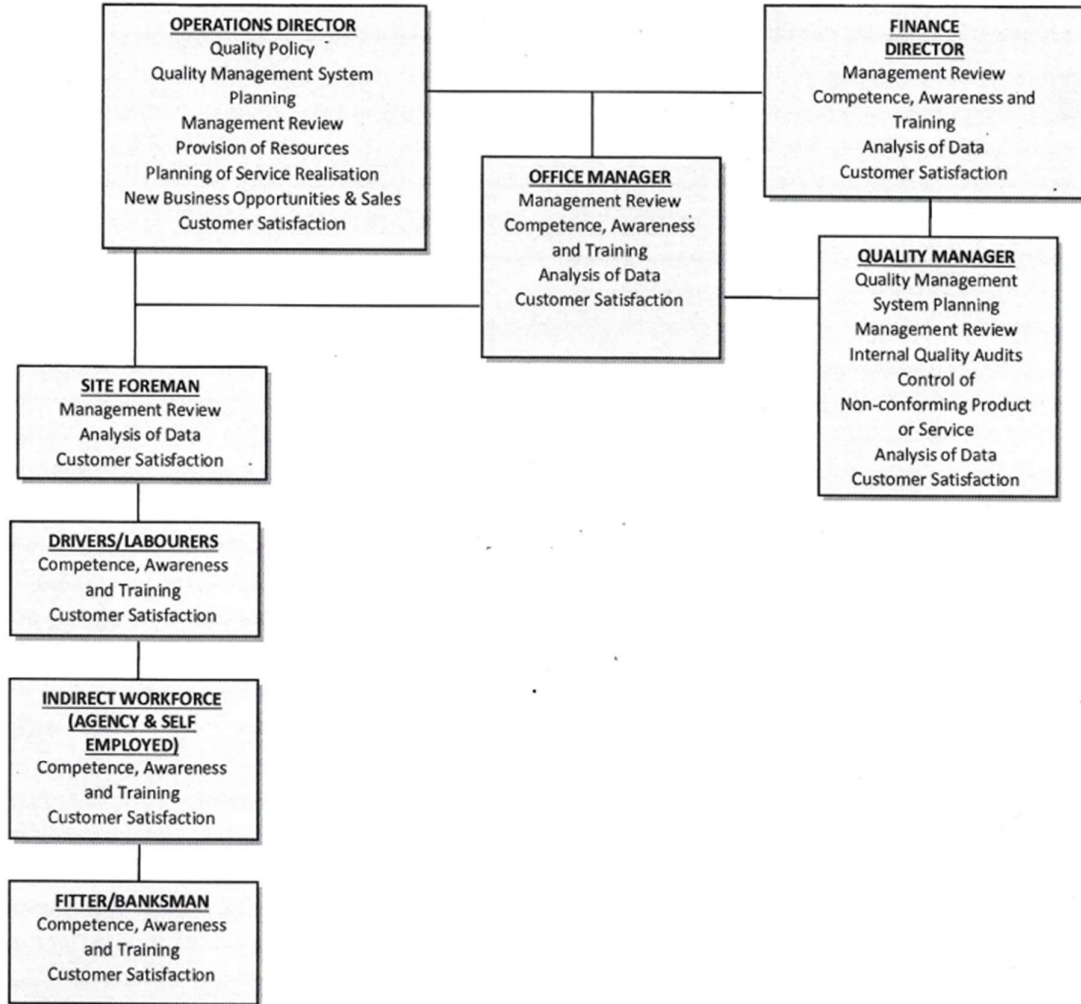 OPERATIONS DIRECTOR
Quality Policy
Quality Management System
Planning
Management Review
Provision of Resources
Planning of Service Realisation
New Business Opportunities & Sales
Customer Satisfaction
FINANCE
DIRECTOR
Management Review
Competence, Awareness and
Training
Analysis of Data
Customer Satisfaction
OFFICE MANAGER
Management Review
Competence, Awareness
and Training
Analysis of Data
Customer Satisfaction
QUALITY MANAGER
Quality Management
System Planning
Management Review
Internal Quality Audits
Control of
Non-conforming Product
or Service
Analysis of Data
Customer Satisfaction
SITE FOREMAN
Management Review
Analysis of Data
Customer Satisfaction
DRIVERS/LABOURERS
Competence, Awareness
and Training
Customer Satisfaction
INDIRECT WORKFORCE
(AGENCY & SELF
EMPLOYED)
Competence, Awareness
and Training
Customer Satisfaction
FITTER/BANKSMAN
Competence, Awareness
and Training
Customer Satisfaction